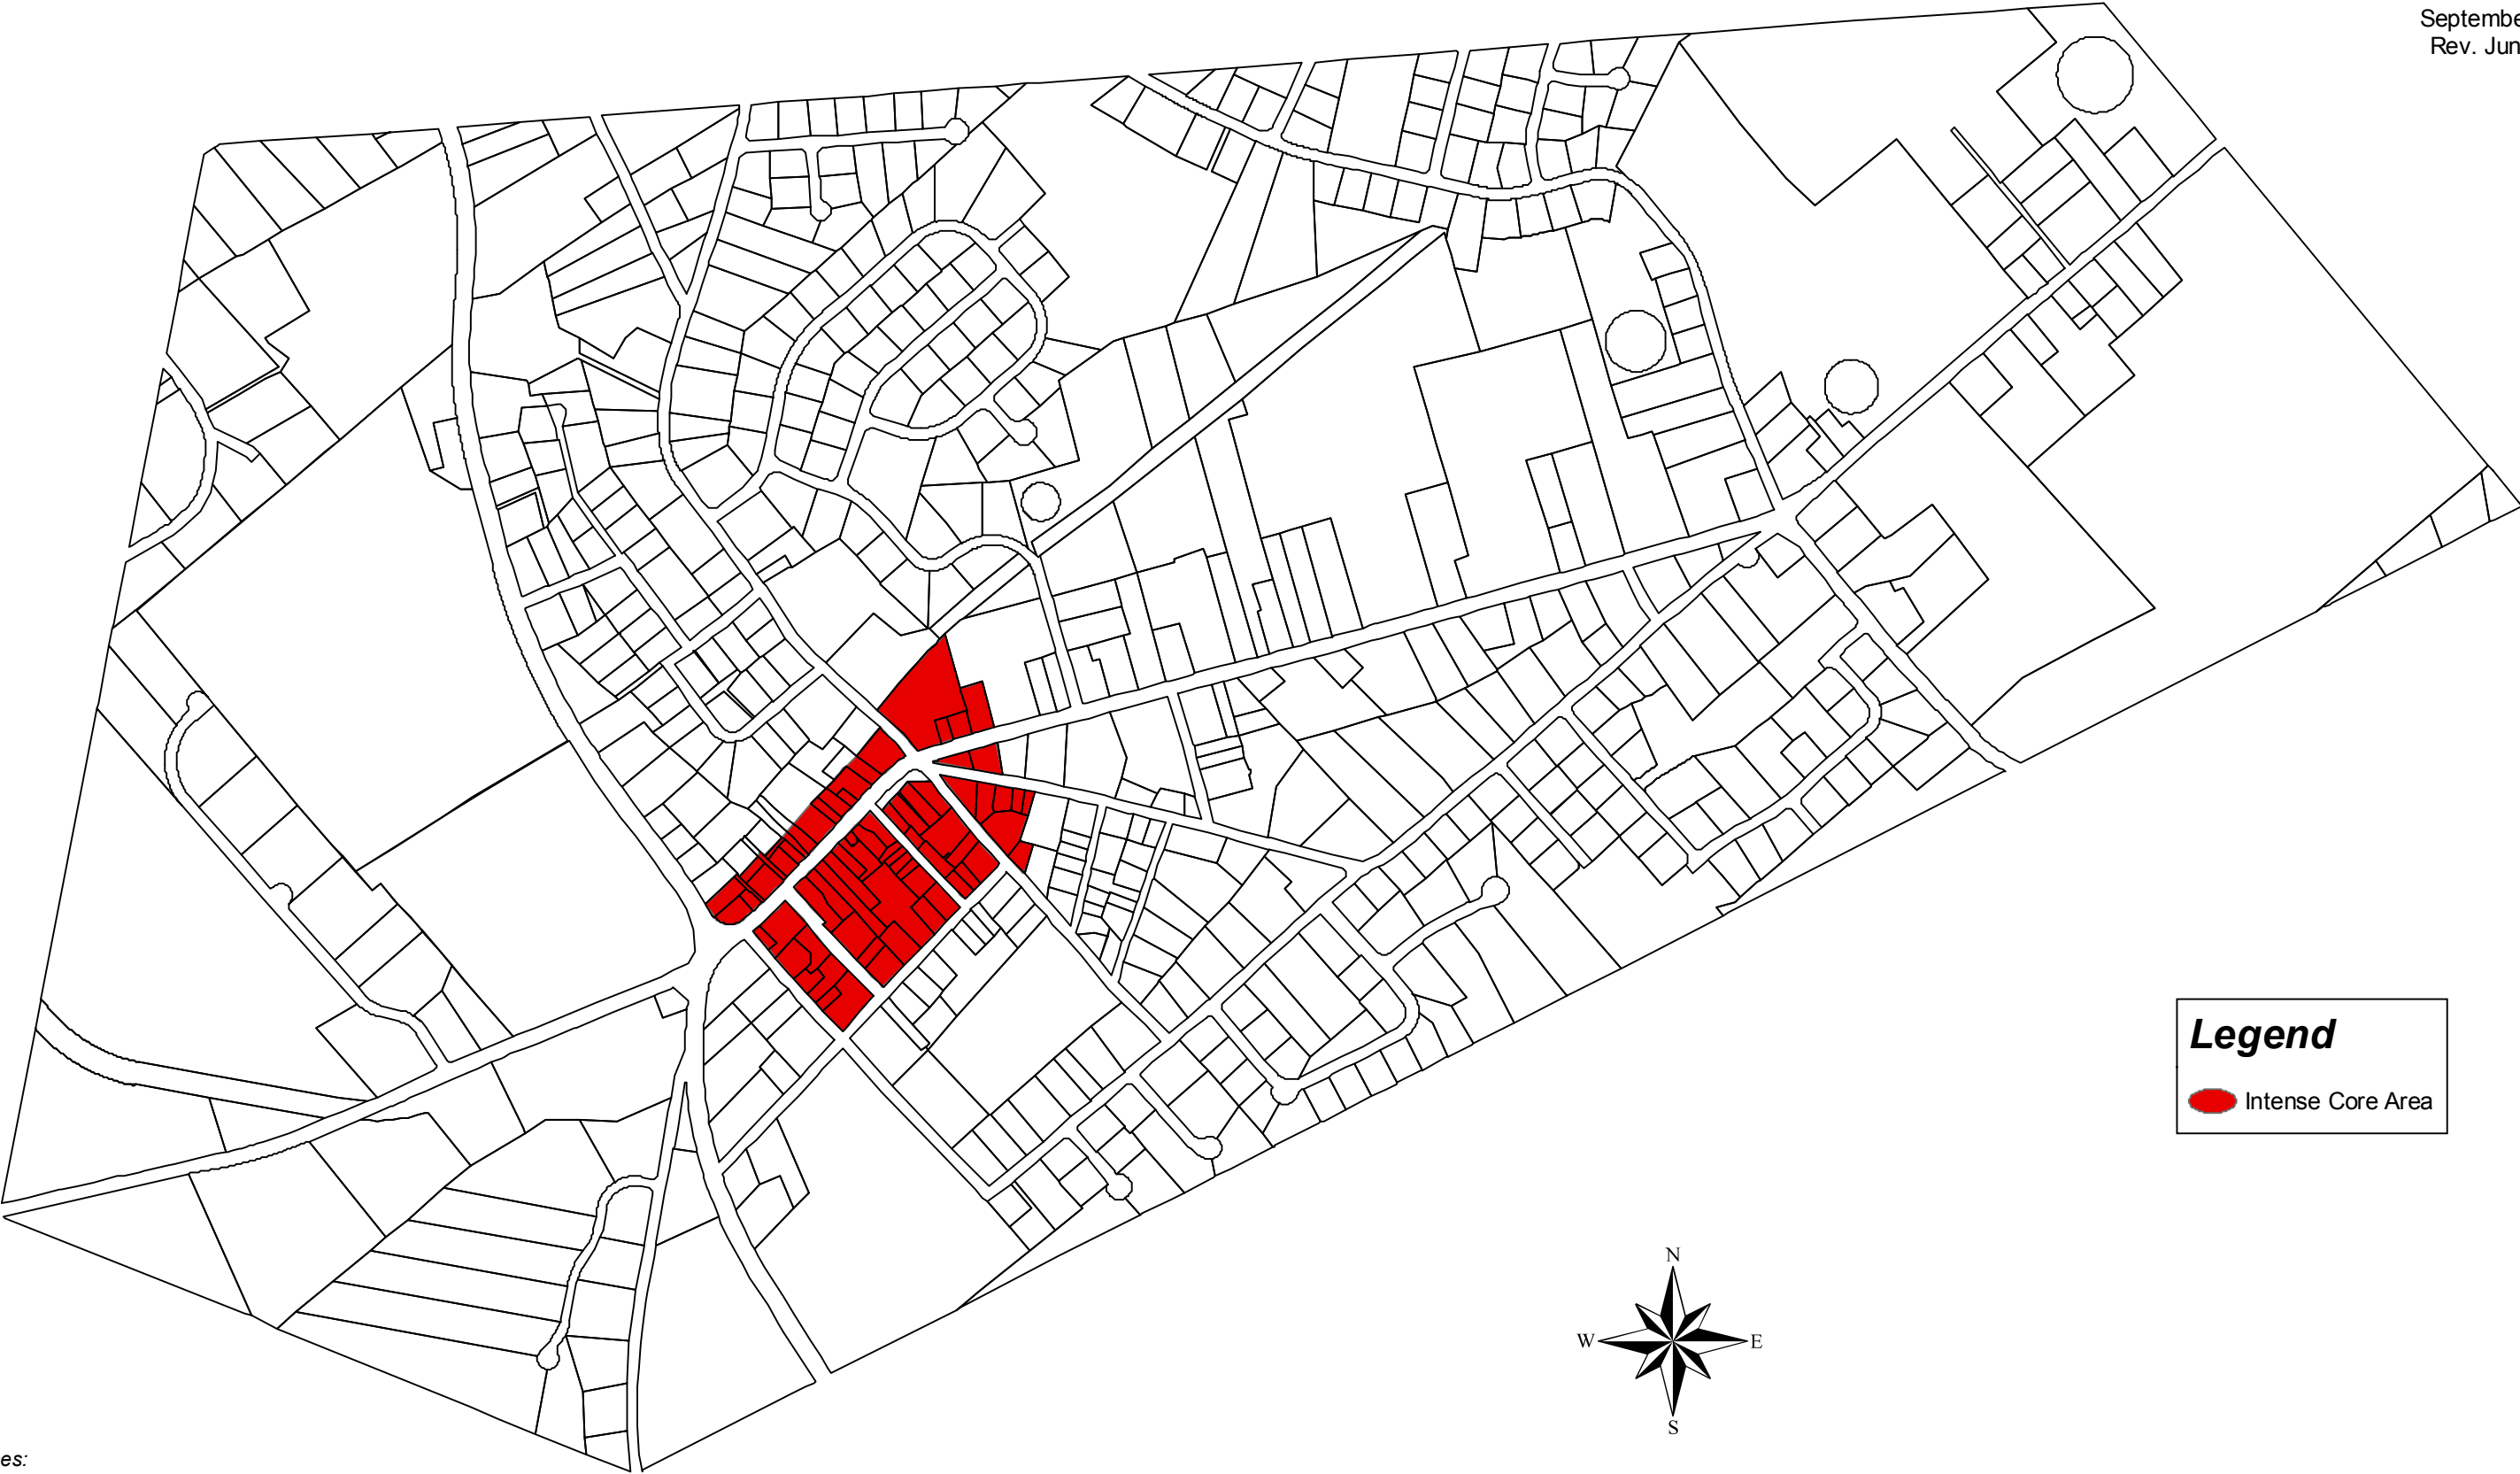 Septembe
Rev. Jun
Legend
Intense Core Area
N
W
E
S
es: